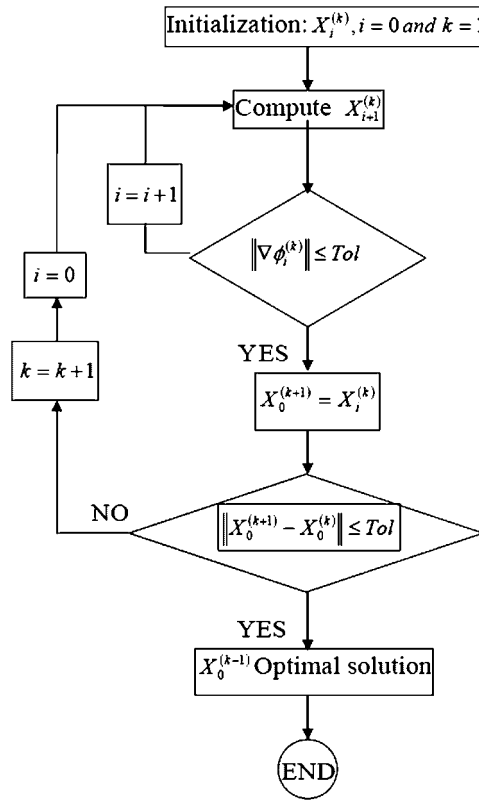 Initialization: X_i^{(k)}, i = 0 and k =
Compute X_{i+1}^{(k)}
i = i + 1
‖∇φ_i^{(k)}‖ ≤ Tol
i = 0
YES
k = k + 1
X_0^{(k+1)} = X_i^{(k)}
NO
‖X_0^{(k+1)} − X_0^{(k)}‖ ≤ Tol
YES
X_0^{(k−1)} Optimal solution
END